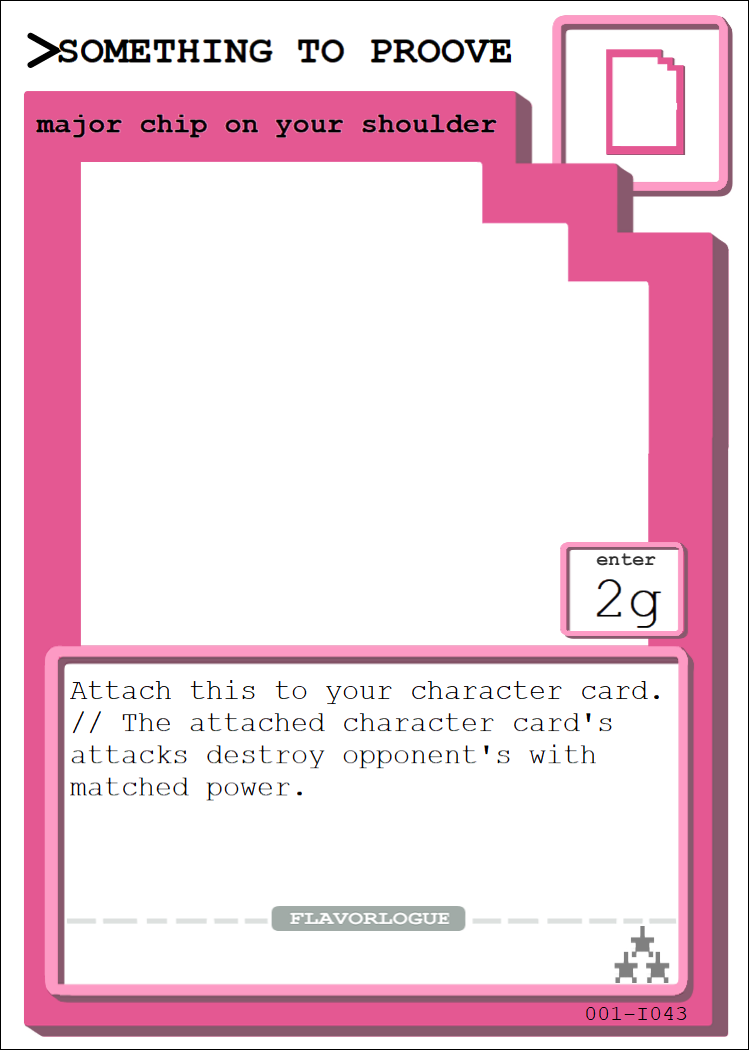 >SOMETHING TO PROOVE
major chip on your shoulder
enter
2g
Attach this to your character card.
// The attached character card's
attacks destroy opponent's with
matched power.
FLAVORLOGUE
001-I043